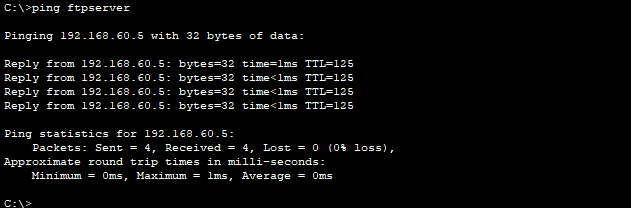 C:\>ping ftpserver
Pinging 192.168.60.5 with 32 bytes of data:
Reply from 192.168.60.5: bytes=32 time=1ms TTL=125
Reply from 192.168.60.5: bytes=32 time<1ms TTL=125
Reply from 192.168.60.5: bytes=32 time<1ms TTL=125
Reply from 192.168.60.5: bytes=32 time<1ms TTL=125
Ping statistics for 192.168.60.5:
    Packets: Sent = 4, Received = 4, Lost = 0 (0% loss),
Approximate round trip times in milli-seconds:
    Minimum = 0ms, Maximum = 1ms, Average = 0ms
C:\>